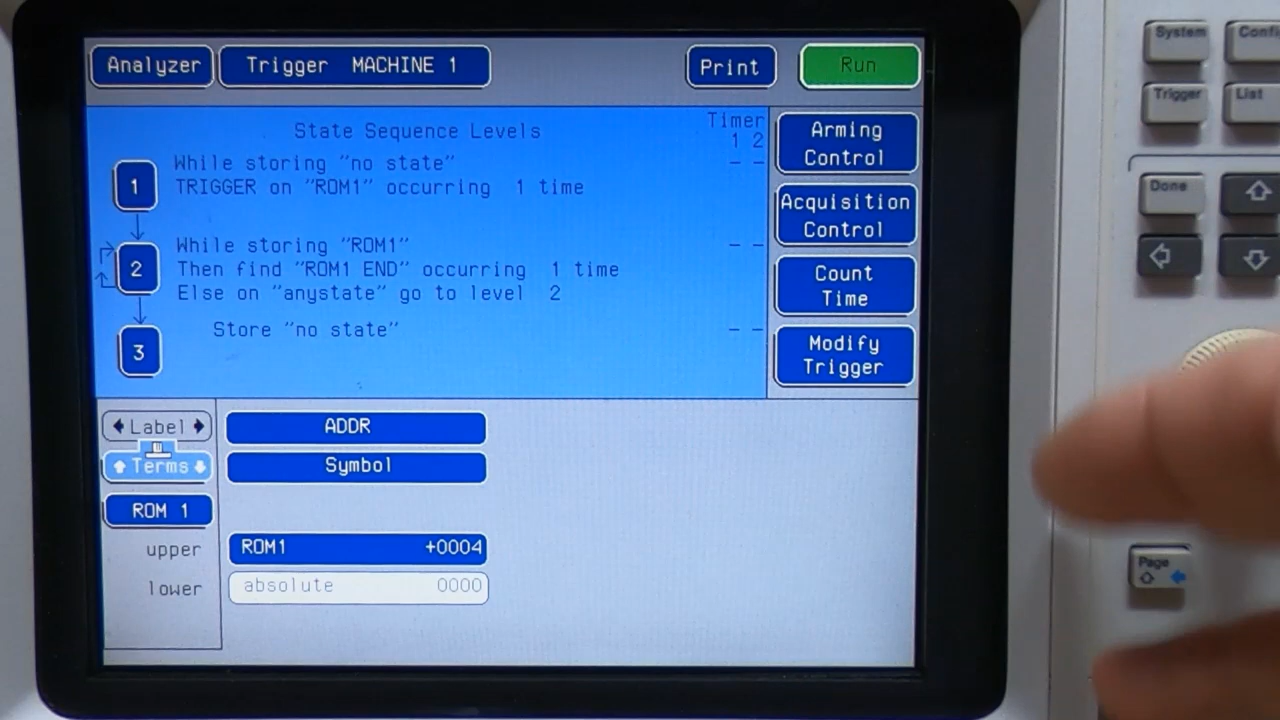 Analyzer Trigger MACHINE 1 Print Run
State Sequence Levels Timer
1 2
1 While storing "no state" - -
TRIGGER on "ROM1" occurring 1 time
2 While storing "ROM1" - -
Then find "ROM1 END" occurring 1 time
Else on "anystate" go to level 2
3 Store "no state" - -
Arming
Control
Acquisition
Control
Count
Time
Modify
Trigger
Label ADDR
Terms Symbol
ROM 1
upper ROM1 +0004
lower absolute 0000
System
Trigger List
Done
Page